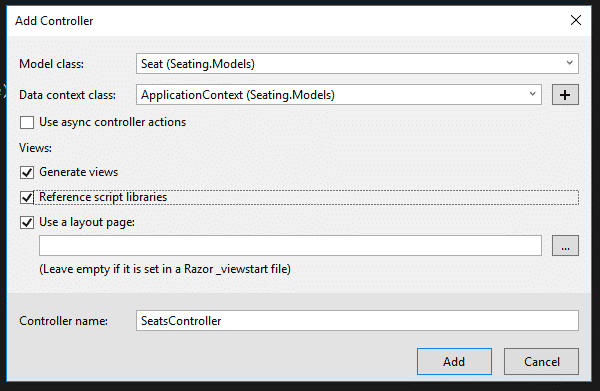 Add Controller
Model class: Seat (Seating.Models)
Data context class: ApplicationContext (Seating.Models) +
Use async controller actions
Views:
Generate views
Reference script libraries
Use a layout page:
...
(Leave empty if it is set in a Razor _viewstart file)
Controller name: SeatsController
Add Cancel